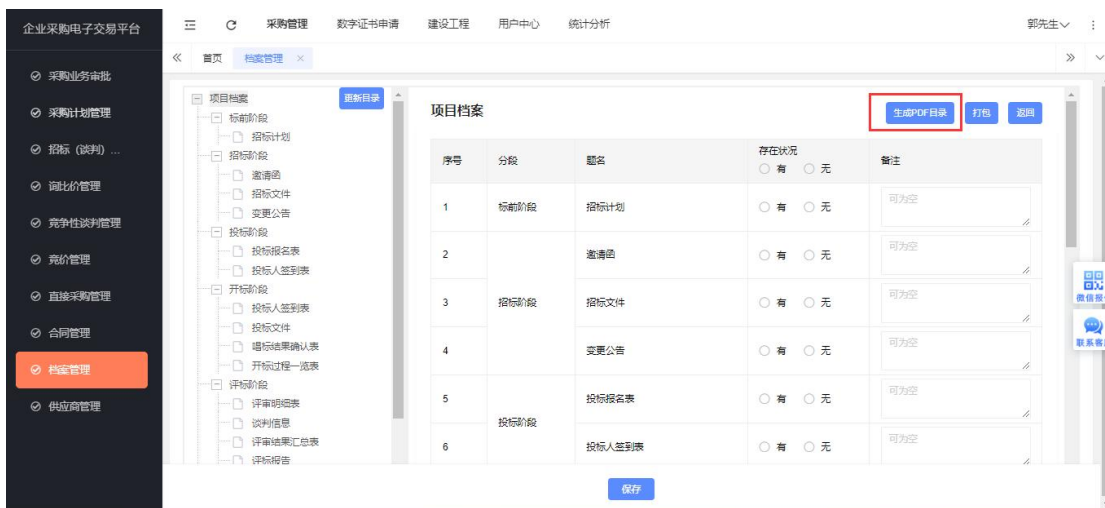 企业采购电子交易平台
采购管理 数字证书申请 建设工程 用户中心 统计分析 郭先生
首页 档案管理 ×
采购业务审批
采购计划管理
招标（谈判）...
询比价管理
竞争性谈判管理
竞价管理
直接采购管理
合同管理
档案管理
供应商管理
项目档案 更新目录
标前阶段
招标计划
招标阶段
邀请函
招标文件
变更公告
投标阶段
投标报名表
投标人签到表
开标阶段
投标人签到表
投标文件
唱标结果确认表
开标过程一览表
评标阶段
评审明细表
谈判信息
评审结果汇总表
评标报告
项目档案 生成PDF目录 打包 返回
序号 分段 题名 存在状况 有 无 备注
1 标前阶段 招标计划 有 无 可为空
2 邀请函 有 无 可为空
3 招标阶段 招标文件 有 无 可为空
4 变更公告 有 无 可为空
5 投标报名表 有 无 可为空
投标阶段
6 投标人签到表 有 无 可为空
保存
微信报
联系客